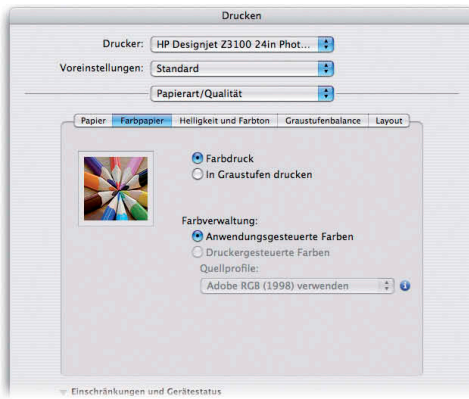 Drucken
Drucker: HP Designjet Z3100 24in Phot...
Voreinstellungen: Standard
Papierart/Qualität
Papier Farbpapier Helligkeit und Farbton Graustufenbalance Layout
Farbdruck
In Graustufen drucken
Farbverwaltung:
Anwendungsgesteuerte Farben
Druckergesteuerte Farben
Quellprofile:
Adobe RGB (1998) verwenden
Einschränkungen und Gerätestatus